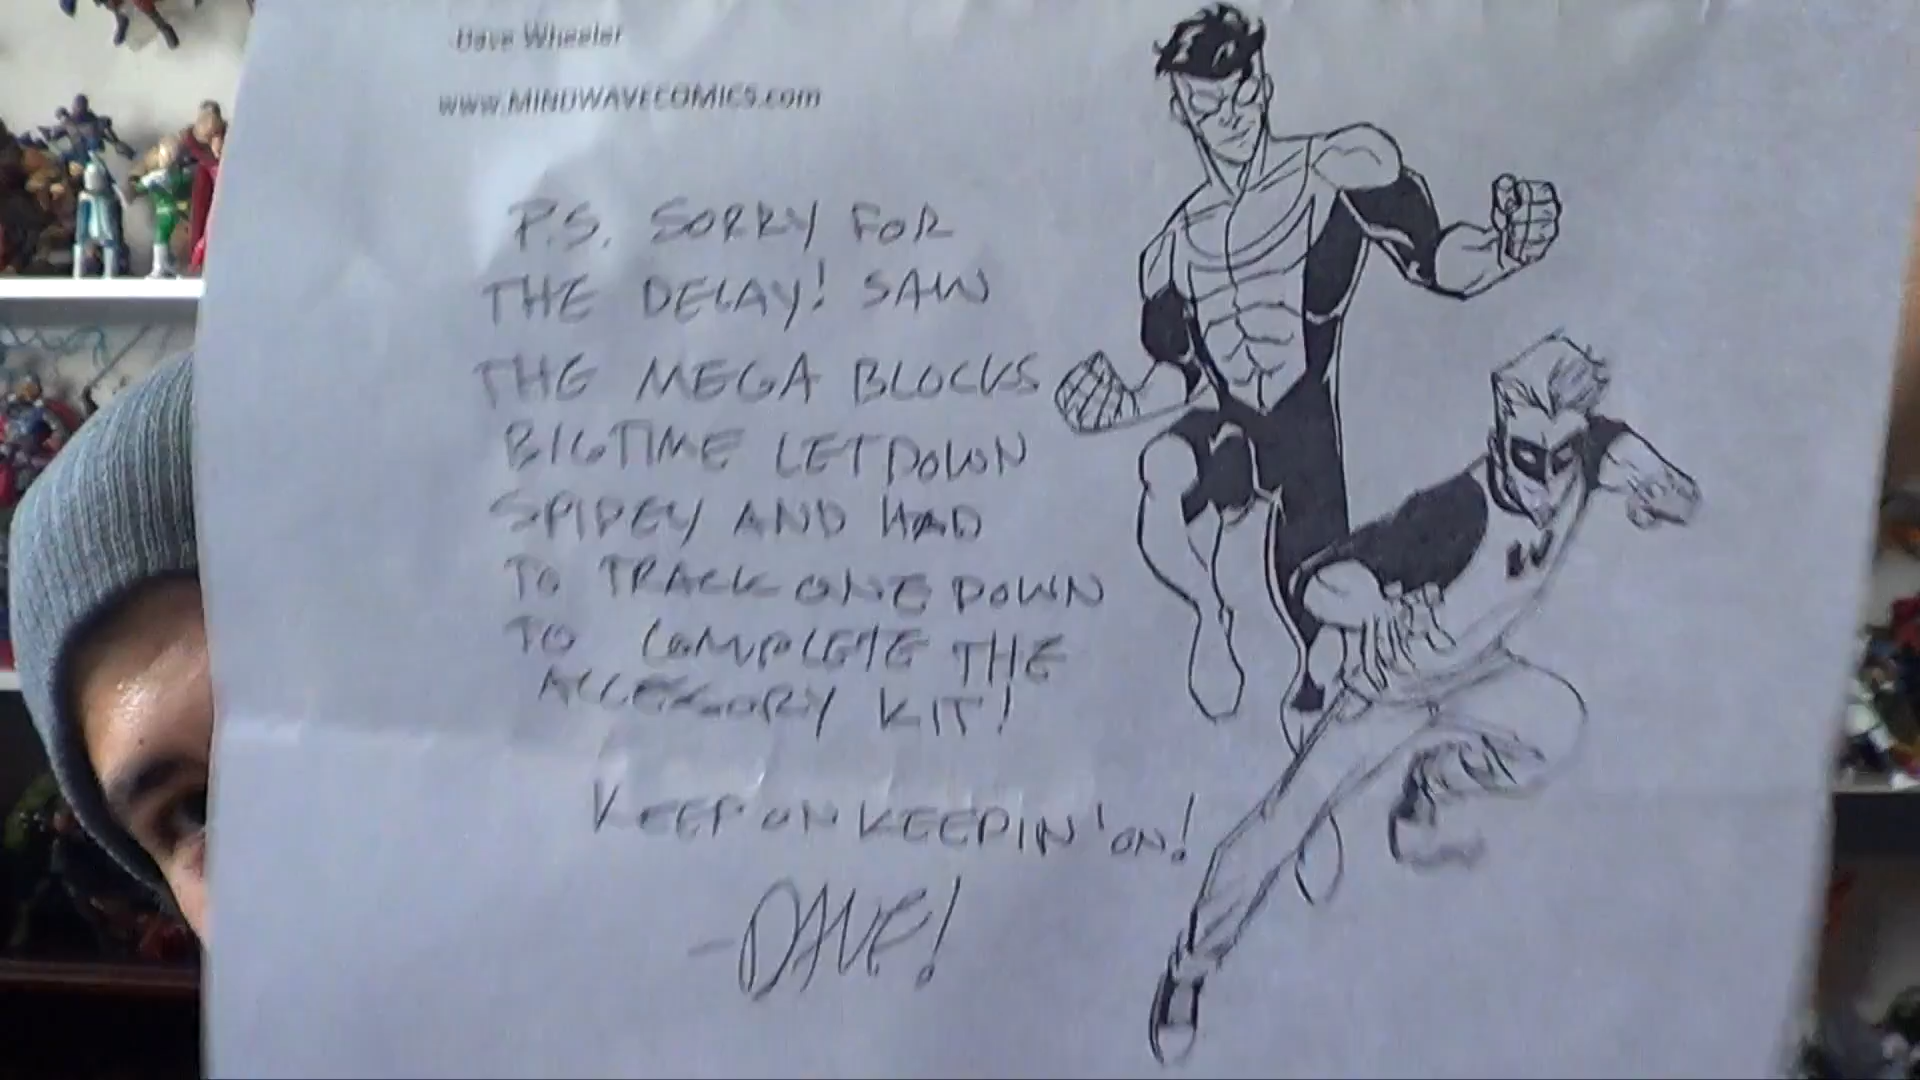 Dave Wheeler
www.MINDWAVECOMICS.com
P.S. SORRY FOR
THE DELAY! SAW
THE MEGA BLOCKS
BIGTIME LETDOWN
SPIDEY AND HAD
TO TRACK ONE DOWN
TO COMPLETE THE
ACCESSORY KIT!
KEEP ON KEEPIN' ON!
-DAVE!